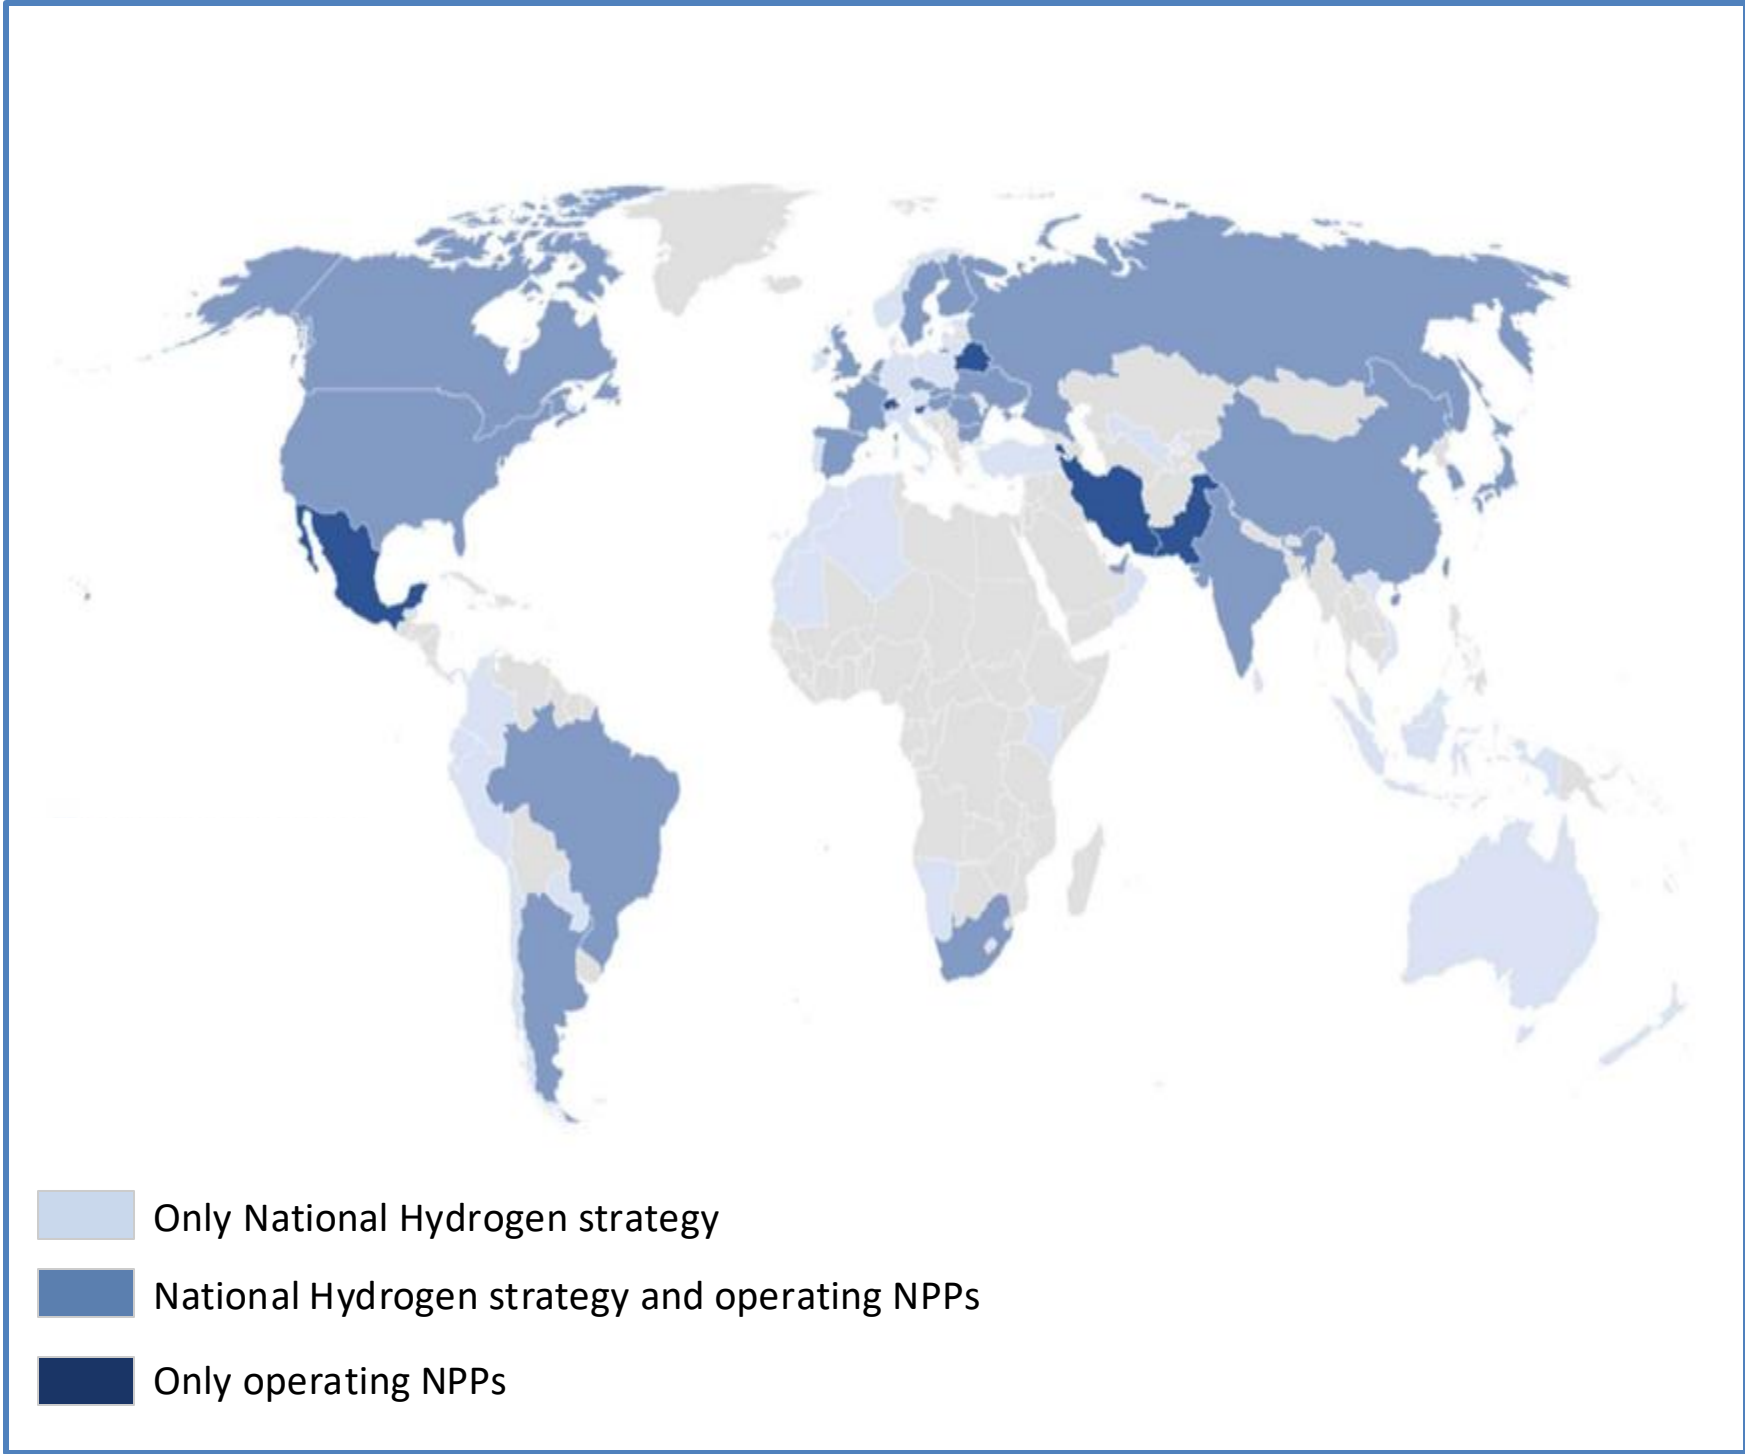 Only National Hydrogen strategy
National Hydrogen strategy and operating NPPs
Only operating NPPs